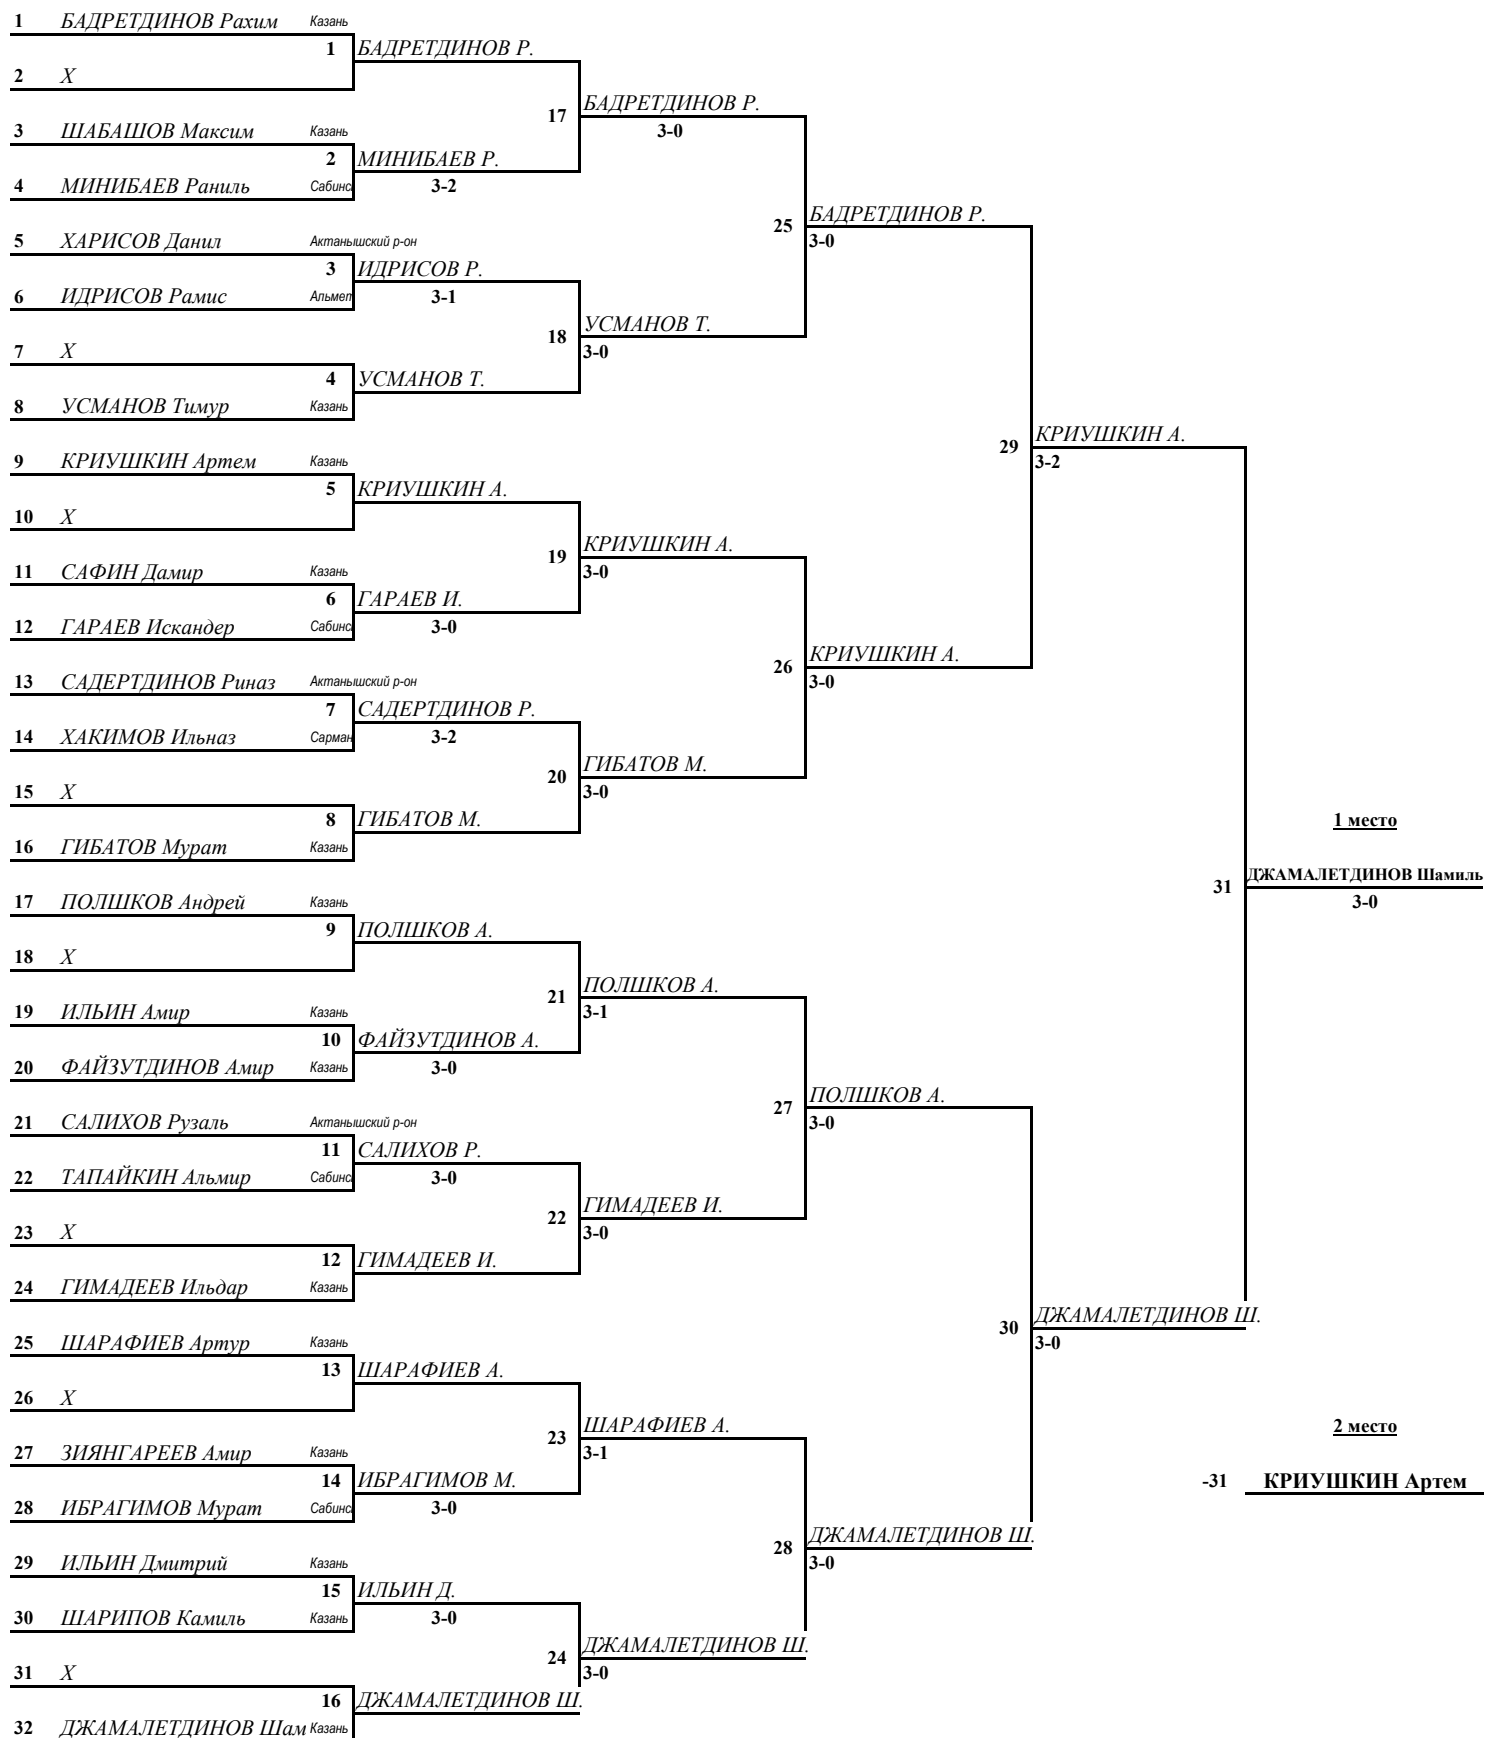 1 БАДРЕТДИНОВ Рахим Казань
1 БАДРЕТДИНОВ Р.
2 X
17 БАДРЕТДИНОВ Р.
3-0
3 ШАБАШОВ Максим Казань
2 МИНИБАЕВ Р.
4 МИНИБАЕВ Раниль Сабинс 3-2
25 БАДРЕТДИНОВ Р.
3-0
5 ХАРИСОВ Данил Актанышский р-он
3 ИДРИСОВ Р.
6 ИДРИСОВ Рамис Альмет 3-1
18 УСМАНОВ Т.
3-0
7 X
4 УСМАНОВ Т.
8 УСМАНОВ Тимур Казань
29 КРИУШКИН А.
3-2
9 КРИУШКИН Артем Казань
5 КРИУШКИН А.
10 X
19 КРИУШКИН А.
3-0
11 САФИН Дамир Казань
6 ГАРАЕВ И.
12 ГАРАЕВ Искандер Сабинс 3-0
26 КРИУШКИН А.
3-0
13 САДЕРТДИНОВ Риназ Актанышский р-он
7 САДЕРТДИНОВ Р.
14 ХАКИМОВ Ильназ Сарман 3-2
20 ГИБАТОВ М.
3-0
15 X
8 ГИБАТОВ М.
1 место
16 ГИБАТОВ Мурат Казань
31 ДЖАМАЛЕТДИНОВ Шамиль
3-0
17 ПОЛШКОВ Андрей Казань
9 ПОЛШКОВ А.
18 X
21 ПОЛШКОВ А.
3-1
19 ИЛЬИН Амир Казань
10 ФАЙЗУТДИНОВ А.
20 ФАЙЗУТДИНОВ Амир Казань 3-0
27 ПОЛШКОВ А.
3-0
21 САЛИХОВ Рузаль Актанышский р-он
11 САЛИХОВ Р.
22 ТАПАЙКИН Альмир Сабинс 3-0
22 ГИМАДЕЕВ И.
3-0
23 X
12 ГИМАДЕЕВ И.
24 ГИМАДЕЕВ Ильдар Казань
30 ДЖАМАЛЕТДИНОВ Ш.
3-0
25 ШАРАФИЕВ Артур Казань
13 ШАРАФИЕВ А.
26 X
23 ШАРАФИЕВ А.
3-1
2 место
27 ЗИЯНГАРЕЕВ Амир Казань
14 ИБРАГИМОВ М.
-31 КРИУШКИН Артем
28 ИБРАГИМОВ Мурат Сабинс 3-0
28 ДЖАМАЛЕТДИНОВ Ш.
3-0
29 ИЛЬИН Дмитрий Казань
15 ИЛЬИН Д.
30 ШАРИПОВ Камиль Казань 3-0
24 ДЖАМАЛЕТДИНОВ Ш.
3-0
31 X
16 ДЖАМАЛЕТДИНОВ Ш.
32 ДЖАМАЛЕТДИНОВ Шам Казань